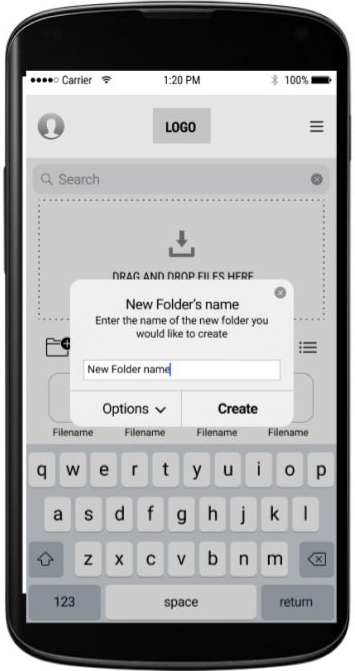 Carrier 1:20 PM 100%
LOGO
Search
DRAG AND DROP FILES HERE
New Folder's name
Enter the name of the new folder you
would like to create
New Folder name
Options Create
Filename Filename Filename Filename
q w e r t y u i o p
a s d f g h j k l
z x c v b n m
123 space return